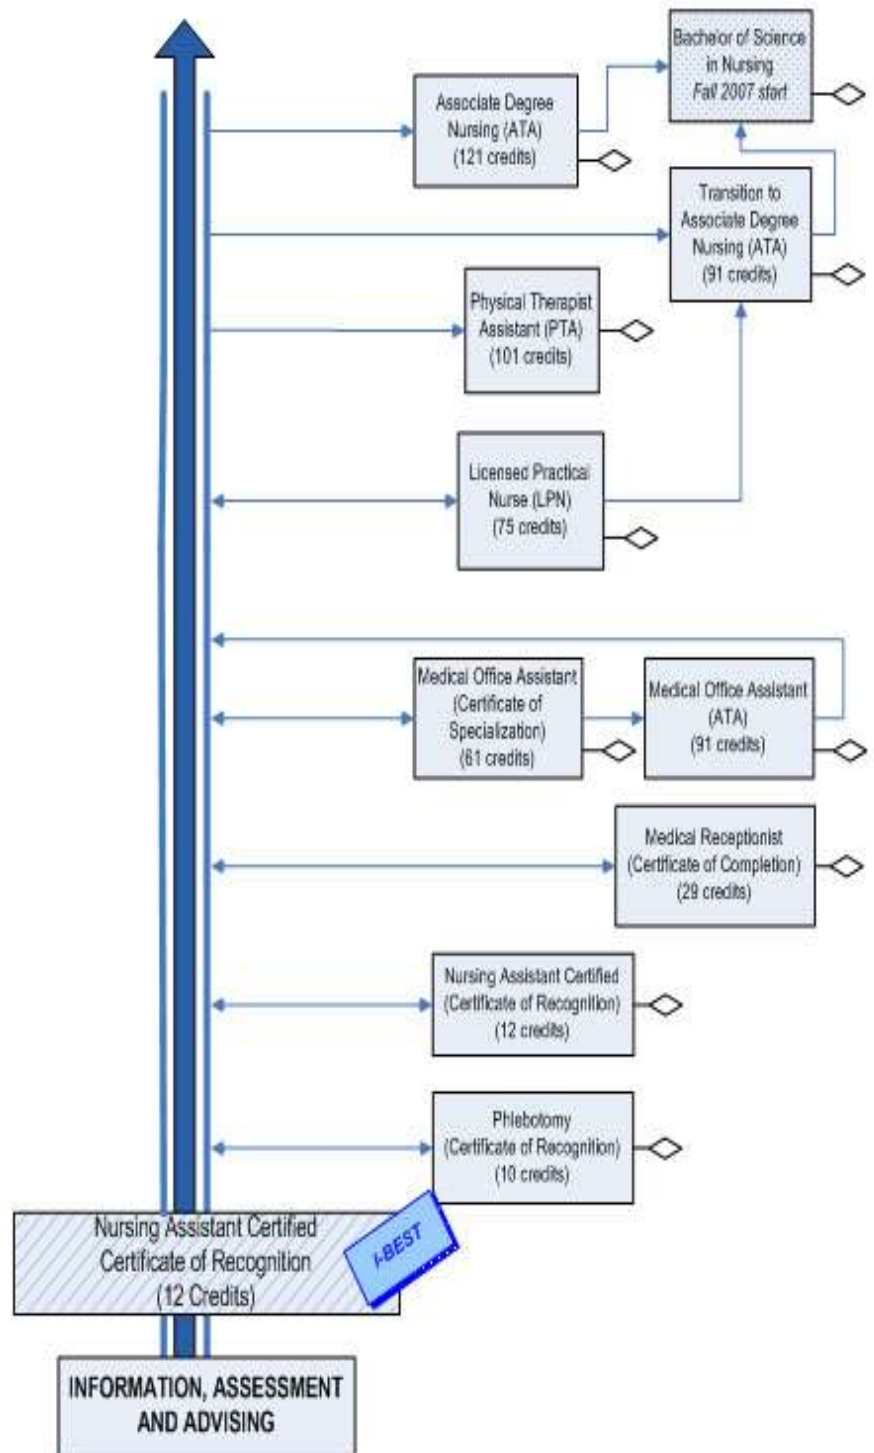 Bachelor of Science
in Nursing
Fall 2007 start
Associate Degree
Nursing (ATA)
(121 credits)
Transition to
Associate Degree
Nursing (ATA)
(91 credits)
Physical Therapist
Assistant (PTA)
(101 credits)
Licensed Practical
Nurse (LPN)
(75 credits)
Medical Office Assistant
(Certificate of
Specialization)
(61 credits)
Medical Office Assistant
(ATA)
(91 credits)
Medical Receptionist
(Certificate of Completion)
(29 credits)
Nursing Assistant Certified
(Certificate of Recognition)
(12 credits)
Phlebotomy
(Certificate of Recognition)
(10 credits)
Nursing Assistant Certified
Certificate of Recognition
(12 Credits)
I-BEST
INFORMATION, ASSESSMENT
AND ADVISING